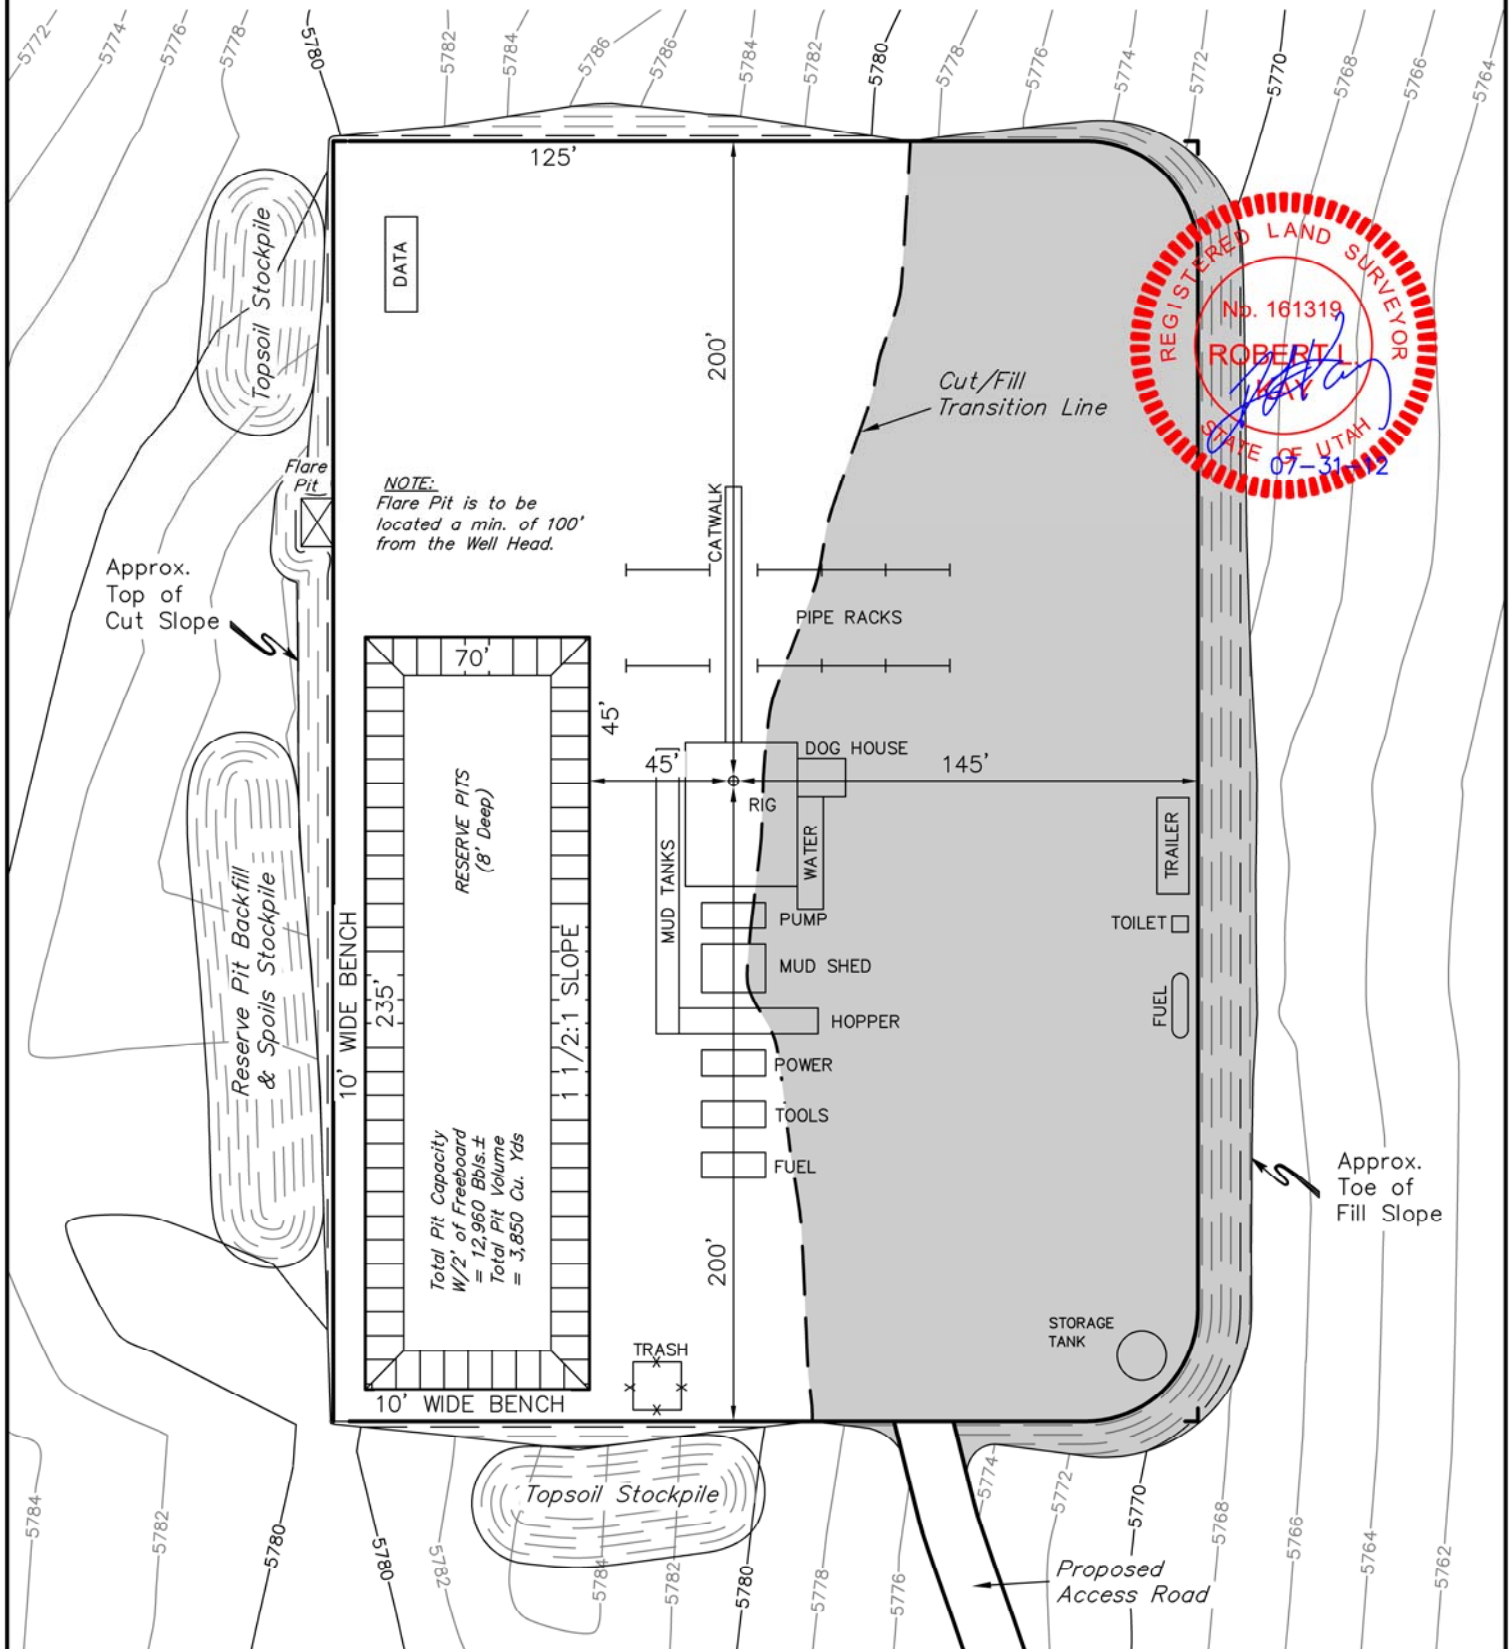 5772
5774
5776
5778
5780
5782
5784
5786
5786
5784
5782
5780
5778
5776
5774
5772
5770
5768
5766
5764
125'
DATA
Topsoil Stockpile
200'
Cut/Fill
Transition Line
REGISTERED LAND SURVEYOR
No. 161319
ROBERT L.
KAY
STATE OF UTAH
07-31-12
Flare
Pit
NOTE:
Flare Pit is to be
located a min. of 100'
from the Well Head.
CATWALK
PIPE RACKS
Approx.
Top of
Cut Slope
70'
45'
45'
DOG HOUSE
145'
RIG
RESERVE PITS
(8' Deep)
MUD TANKS
WATER
TRAILER
PUMP
TOILET
MUD SHED
FUEL
HOPPER
POWER
TOOLS
FUEL
Reserve Pit Backfill
& Spoils Stockpile
10' WIDE BENCH
235'
1 1/2:1 SLOPE
Total Pit Capacity
W/2' of Freeboard
= 12,960 Bbls.±
Total Pit Volume
= 3,850 Cu. Yds
200'
Approx.
Toe of
Fill Slope
STORAGE
TANK
TRASH
10' WIDE BENCH
Topsoil Stockpile
Proposed
Access Road
5784
5782
5780
5780
5782
5784
5782
5780
5778
5776
5774
5772
5770
5768
5766
5764
5762